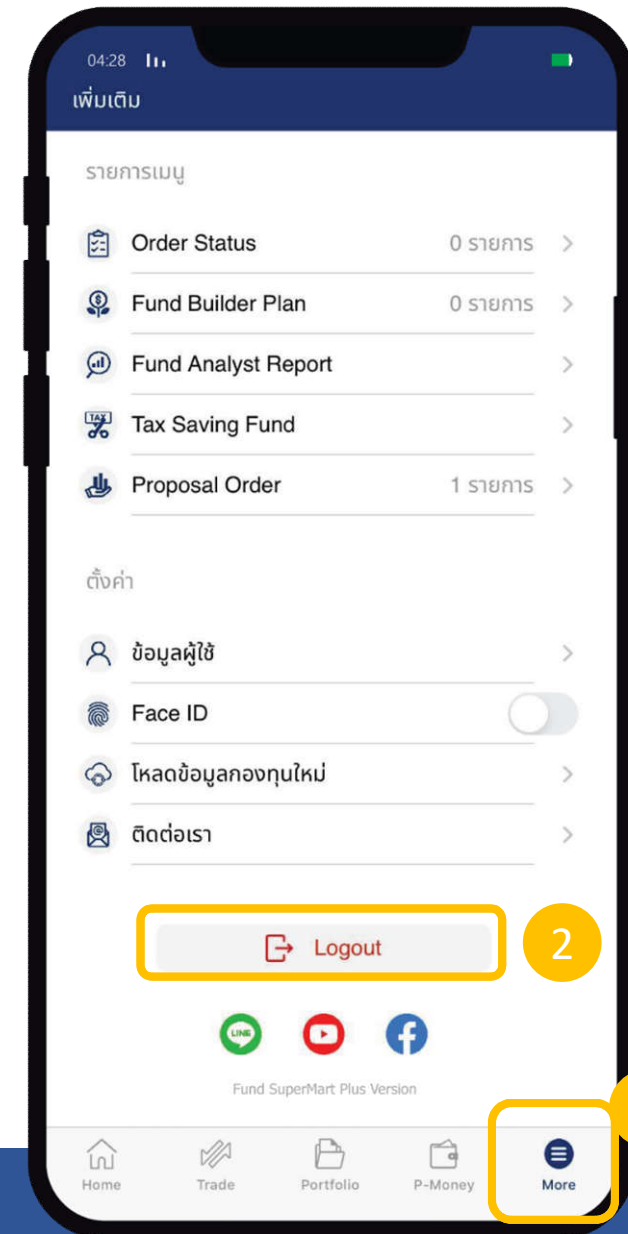 04:28
เพิ่มเติม
รายการเมนู
Order Status 0 รายการ
Fund Builder Plan 0 รายการ
Fund Analyst Report
TAX Tax Saving Fund
Proposal Order 1 รายการ
ตั้งค่า
ข้อมูลผู้ใช้
Face ID
โหลดข้อมูลกองทุนใหม่
ติดต่อเรา
Logout 2
LINE
Fund SuperMart Plus Version
Home Trade Portfolio P-Money More